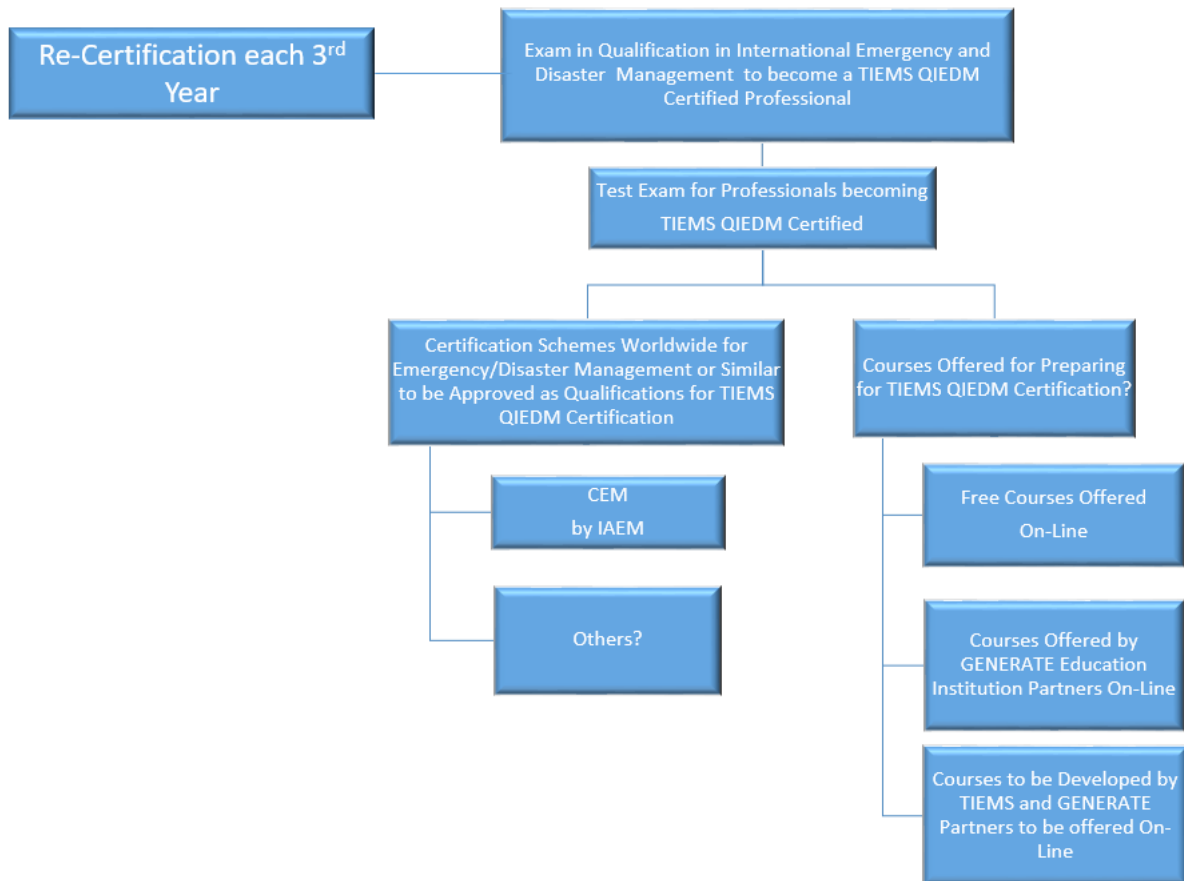 Re-Certification each 3rd
Year
Exam in Qualification in International Emergency and
Disaster Management to become a TIEMS QIEDM
Certified Professional
Test Exam for Professionals becoming
TIEMS QIEDM Certified
Certification Schemes Worldwide for
Emergency/Disaster Management or Similar
to be Approved as Qualifications for TIEMS
QIEDM Certification
CEM
by IAEM
Others?
Courses Offered for Preparing
for TIEMS QIEDM Certification?
Free Courses Offered
On-Line
Courses Offered by
GENERATE Education
Institution Partners On-Line
Courses to be Developed by
TIEMS and GENERATE
Partners to be offered On-
Line